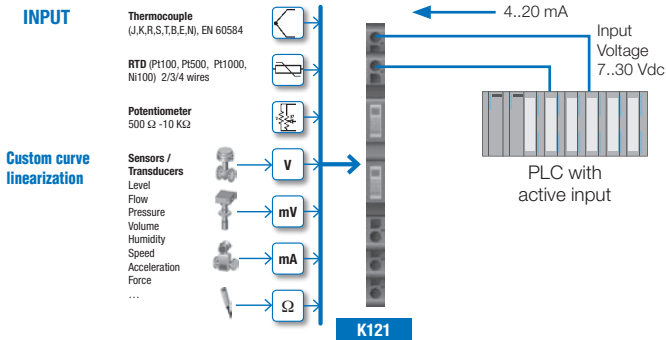 INPUT
Thermocouple
(J,K,R,S,T,B,E,N), EN 60584
RTD (Pt100, Pt500, Pt1000,
Ni100) 2/3/4 wires
Potentiometer
500 Ω -10 KΩ
Custom curve
linearization
Sensors /
Transducers
Level
Flow
Pressure
Volume
Humidity
Speed
Acceleration
Force
...
V
mV
mA
Ω
K121
4..20 mA
Input
Voltage
7..30 Vdc
PLC with
active input